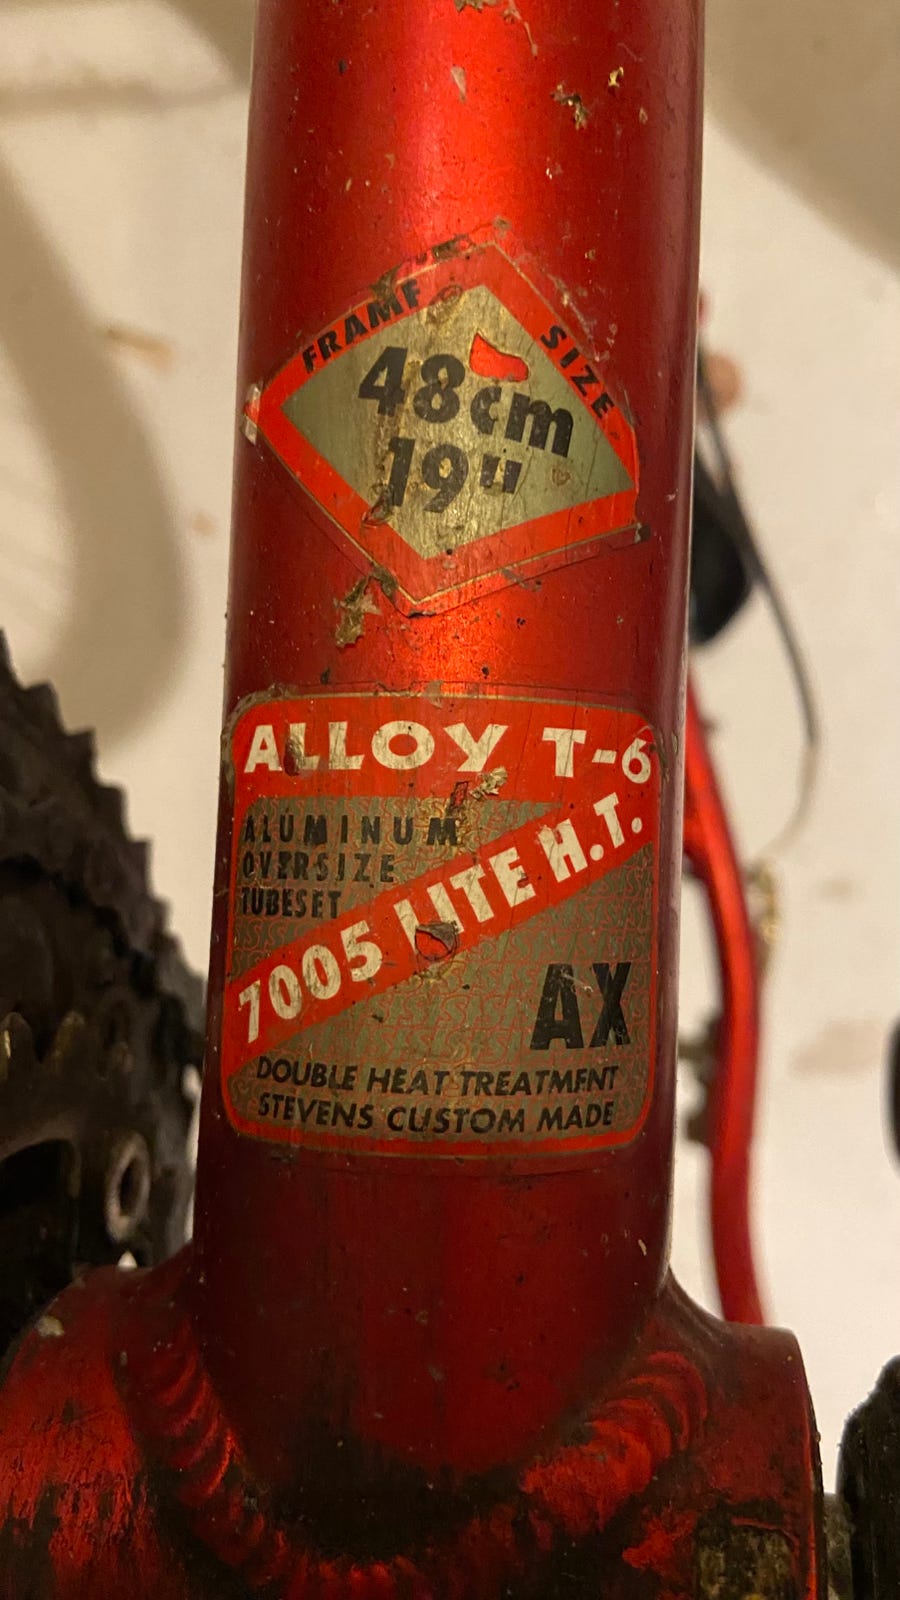 FRAME SIZE
48cm
19"
ALLOY T-6
ALUMINUM
OVERSIZE
TUBESET
7005 LITE H.T.
AX
DOUBLE HEAT TREATMENT
STEVENS CUSTOM MADE